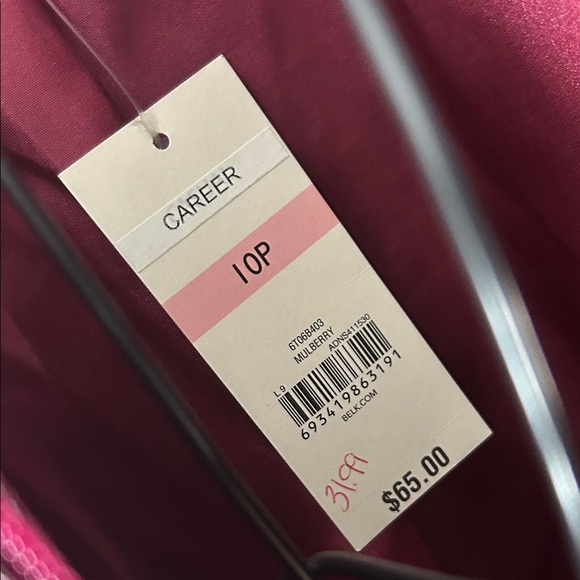 CAREER
10P
6T06B403
MULBERRY
ADNS411530
L9
693419863191
BELK.COM
31.99
$65.00